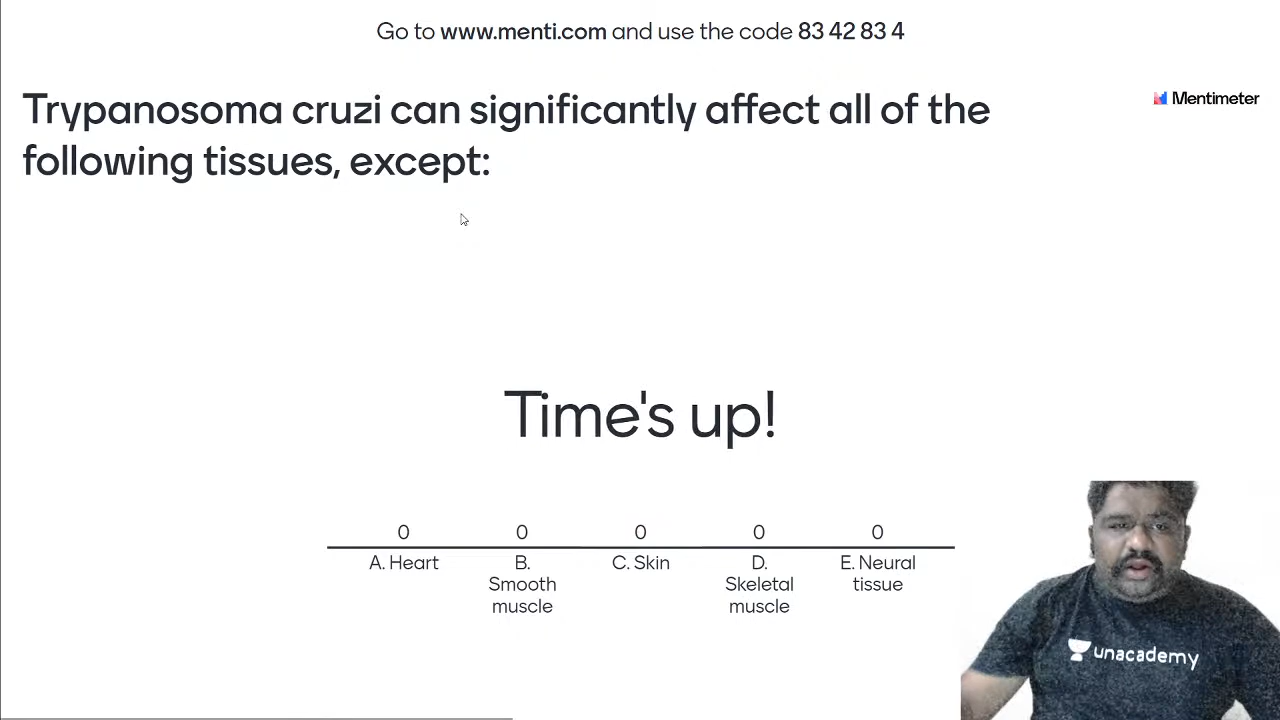 Go to www.menti.com and use the code 83 42 83 4
Trypanosoma cruzi can significantly affect all of the
following tissues, except:
Mentimeter
Time's up!
0 0 0 0 0
A. Heart
B.
Smooth
muscle
C. Skin
D.
Skeletal
muscle
E. Neural
tissue
unacademy